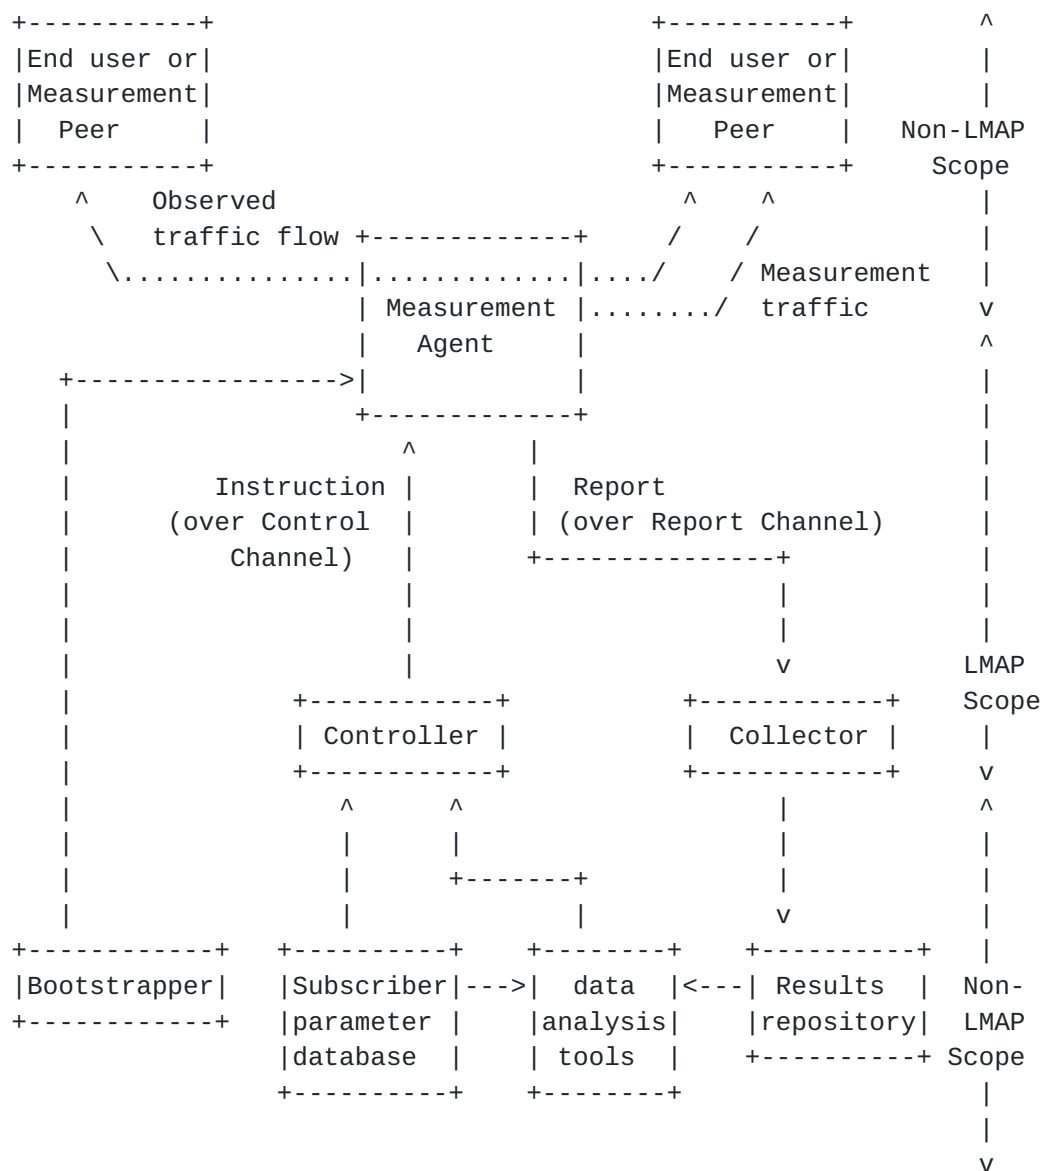 +-----------+                            +-----------+        ^
|End user or|                            |End user or|        |
|Measurement|                            |Measurement|        |
|  Peer     |                            |   Peer    |   Non-LMAP
+-----------+                            +-----------+     Scope
    ^    Observed                          ^    ^             |
     \   traffic flow +-------------+     /    /              |
      \...............|.............|..../    / Measurement   |
                      | Measurement |......../  traffic       v
                      |   Agent     |                         ^
   +----------------->|             |                         |
   |                  +-------------+                         |
   |                     ^       |                            |
   |         Instruction |       |  Report                    |
   |      (over Control  |       | (over Report Channel)      |
   |          Channel)   |       +---------------+            |
   |                     |                       |            |
   |                     |                       |            |
   |                     |                       v           LMAP
   |              +------------+           +------------+    Scope
   |              | Controller |           |  Collector |     |
   |              +------------+           +------------+     v
   |                 ^      ^                    |            ^
   |                 |      |                    |            |
   |                 |      +-------+            |            |
   |                 |              |            v            |
+------------+   +----------+    +--------+    +----------+   |
|Bootstrapper|   |Subscriber|--->|  data  |<---| Results  |  Non-
+------------+   |parameter |    |analysis|    |repository|  LMAP
                 |database  |    | tools  |    +----------+ Scope
                 +----------+    +--------+                   |
                                                              |
                                                              v